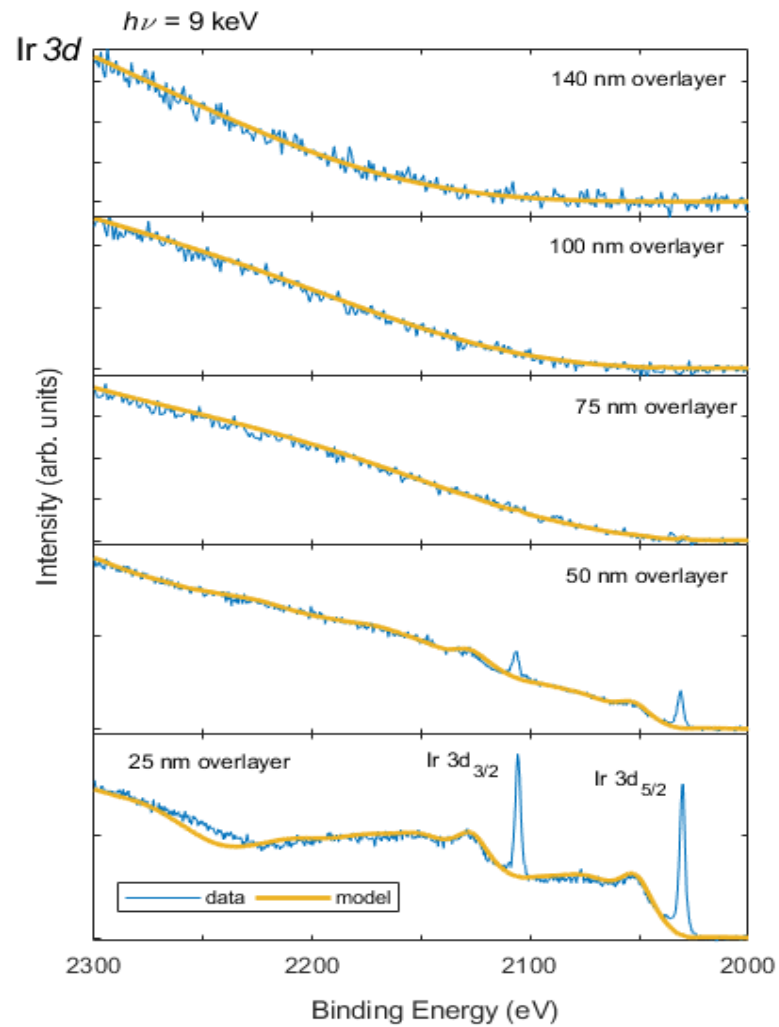 hν = 9 keV
Ir 3d
140 nm overlayer
100 nm overlayer
75 nm overlayer
50 nm overlayer
25 nm overlayer
Ir 3d3/2
Ir 3d5/2
data
model
Intensity (arb. units)
2300
2200
2100
2000
Binding Energy (eV)